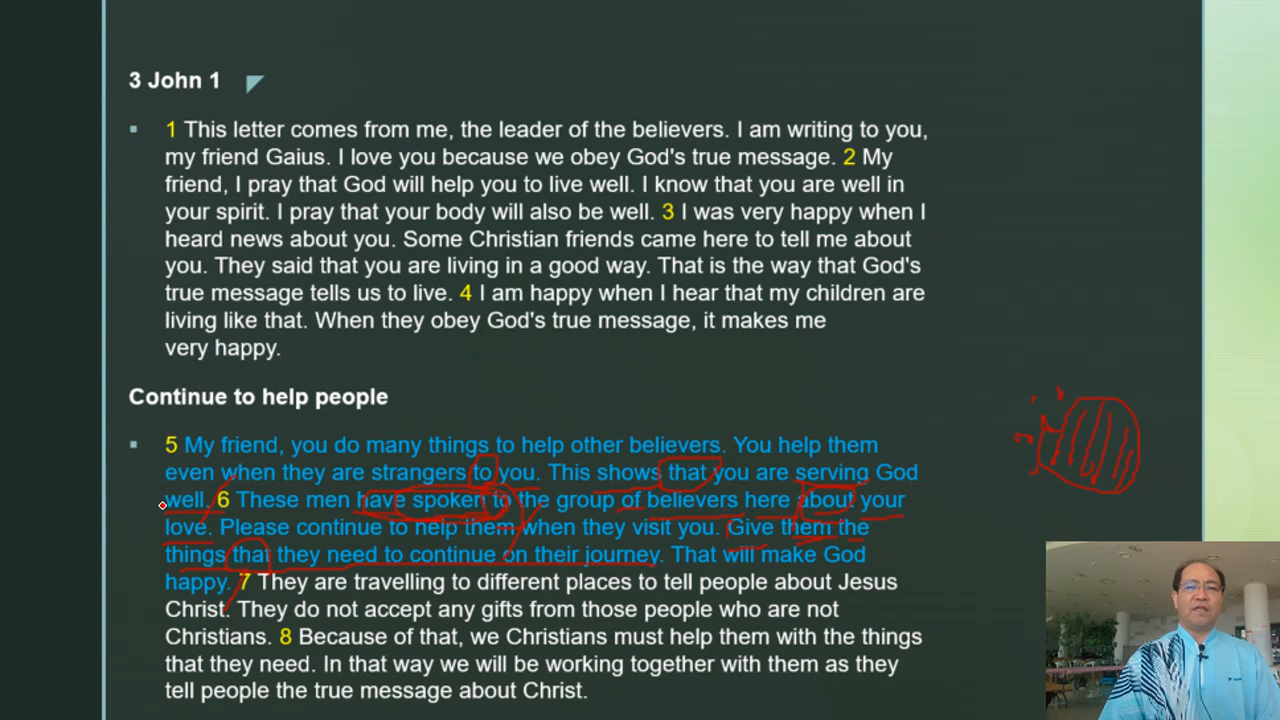 3 John 1
1 This letter comes from me, the leader of the believers. I am writing to you,
my friend Gaius. I love you because we obey God's true message. 2 My
friend, I pray that God will help you to live well. I know that you are well in
your spirit. I pray that your body will also be well. 3 I was very happy when I
heard news about you. Some Christian friends came here to tell me about
you. They said that you are living in a good way. That is the way that God's
true message tells us to live. 4 I am happy when I hear that my children are
living like that. When they obey God's true message, it makes me
very happy.
Continue to help people
5 My friend, you do many things to help other believers. You help them
even when they are strangers to you. This shows that you are serving God
well. 6 These men have spoken to the group of believers here about your
love. Please continue to help them when they visit you. Give them the
things that they need to continue on their journey. That will make God
happy. 7 They are travelling to different places to tell people about Jesus
Christ. They do not accept any gifts from those people who are not
Christians. 8 Because of that, we Christians must help them with the things
that they need. In that way we will be working together with them as they
tell people the true message about Christ.